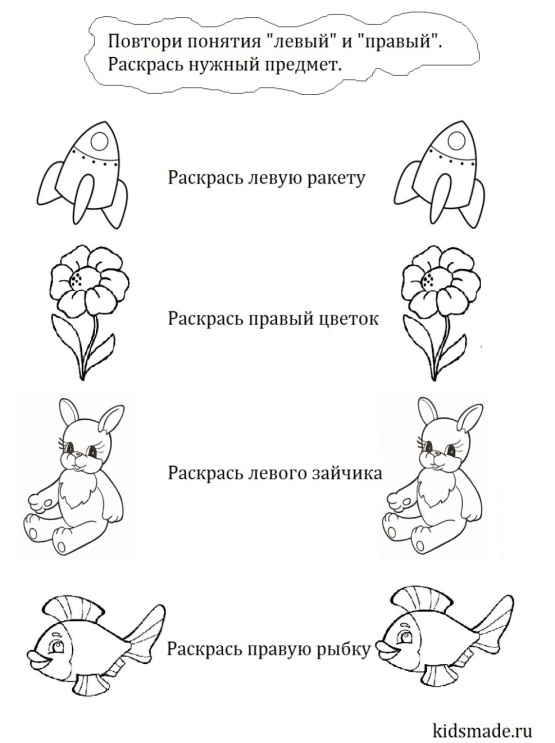 Повтори понятия "левый" и "правый".
Раскрась нужный предмет.
Раскрась левую ракету
Раскрась правый цветок
Раскрась левого зайчика
Раскрась правую рыбку
kidsmade.ru